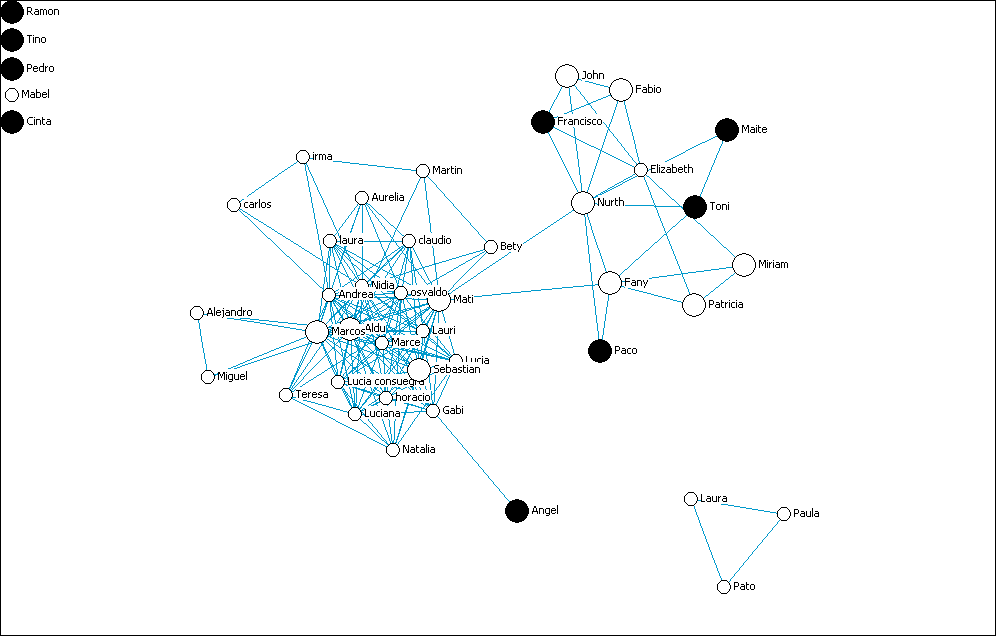 Ramon
Tino
Pedro
Mabel
Cinta
John
Fabio
Francisco
Maite
irma
Martin
Elizabeth
Aurelia
carlos
Nurth
Toni
laura
claudio
Bety
Miriam
Nidia
Fany
Andrea
osvaldo
Mati
Patricia
Alejandro
Marcos
Aldu
Lauri
Marce
Paco
Lucia
Sebastian
Miguel
Lucia consuegra
Teresa
horacio
Luciana
Gabi
Natalia
Angel
Laura
Paula
Pato